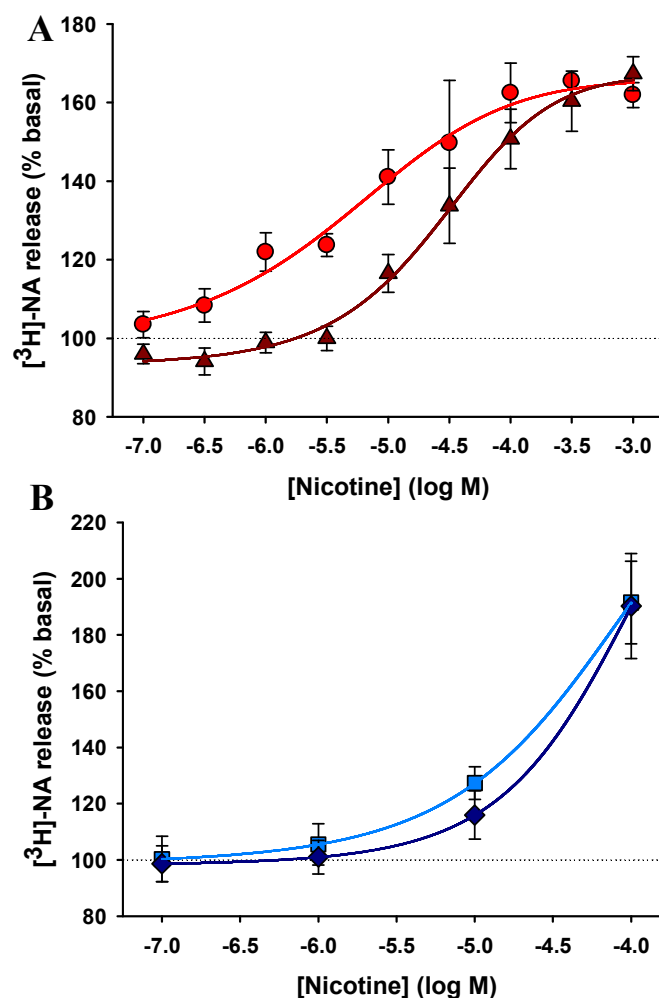 A
[³H]-NA release (% basal)
160
140
120
100
80
-7.0 -6.5 -6.0 -5.5 -5.0 -4.5 -4.0 -3.5 -3.0
[Nicotine] (log M)
B
[³H]-NA release (% basal)
220
200
180
160
140
120
100
80
-7.0 -6.5 -6.0 -5.5 -5.0 -4.5 -4.0
[Nicotine] (log M)